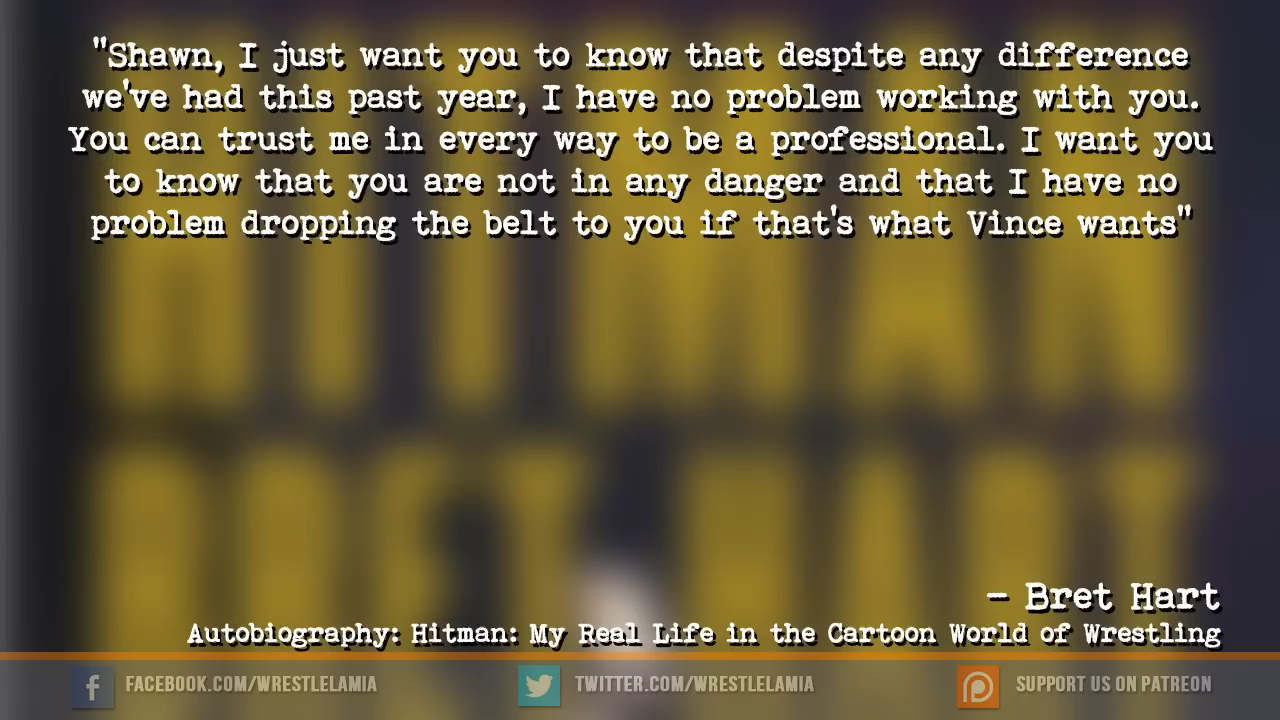 "Shawn, I just want you to know that despite any difference
we've had this past year, I have no problem working with you.
You can trust me in every way to be a professional. I want you
to know that you are not in any danger and that I have no
problem dropping the belt to you if that's what Vince wants"
HITMAN
BRET HART
- Bret Hart
Autobiography: Hitman: My Real Life in the Cartoon World of Wrestling
FACEBOOK.COM/WRESTLELAMIA
TWITTER.COM/WRESTLELAMIA
SUPPORT US ON PATREON